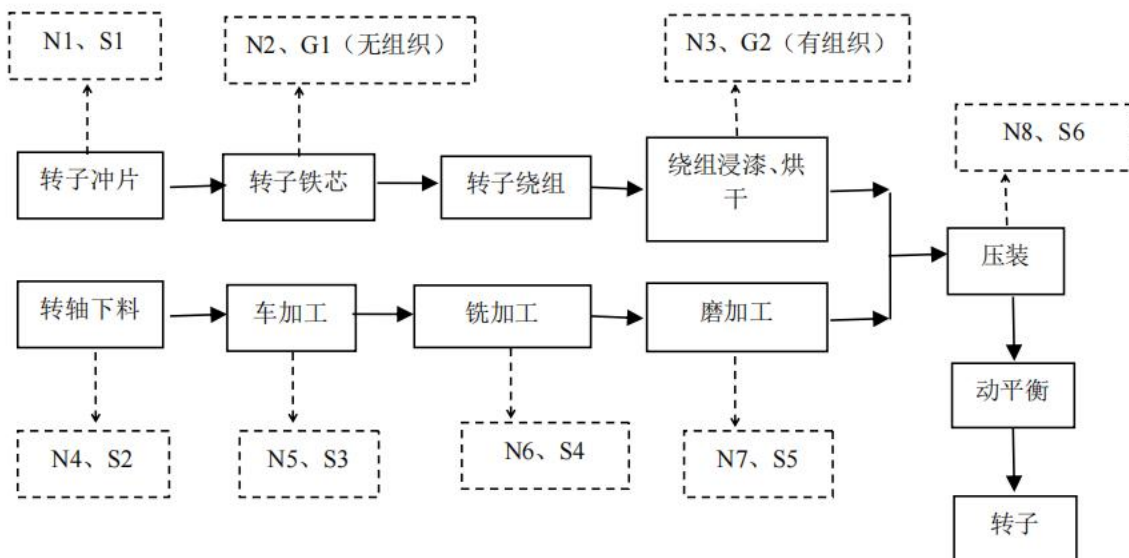 N1、S1
N2、G1（无组织）
N3、G2（有组织）
N8、S6
转子冲片
转子铁芯
转子绕组
绕组浸漆、烘
干
压装
转轴下料
车加工
铣加工
磨加工
动平衡
N4、S2
N5、S3
N6、S4
N7、S5
转子